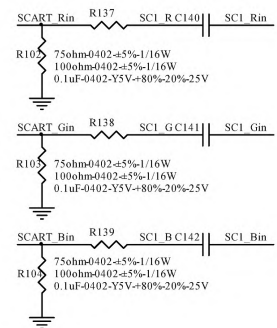 R137
SCART_Rin SC1_R C140 SC1_Rin
R102
75ohm-0402-±5%-1/16W
100ohm-0402-±5%-1/16W
0.1uF-0402-Y5V-+80%-20%-25V
R138
SCART_Gin SC1_G C141 SC1_Gin
R103
75ohm-0402-±5%-1/16W
100ohm-0402-±5%-1/16W
0.1uF-0402-Y5V-+80%-20%-25V
R139
SCART_Bin SC1_B C142 SC1_Bin
75ohm-0402-±5%-1/16W
R104
100ohm-0402-±5%-1/16W
0.1uF-0402-Y5V-+80%-20%-25V